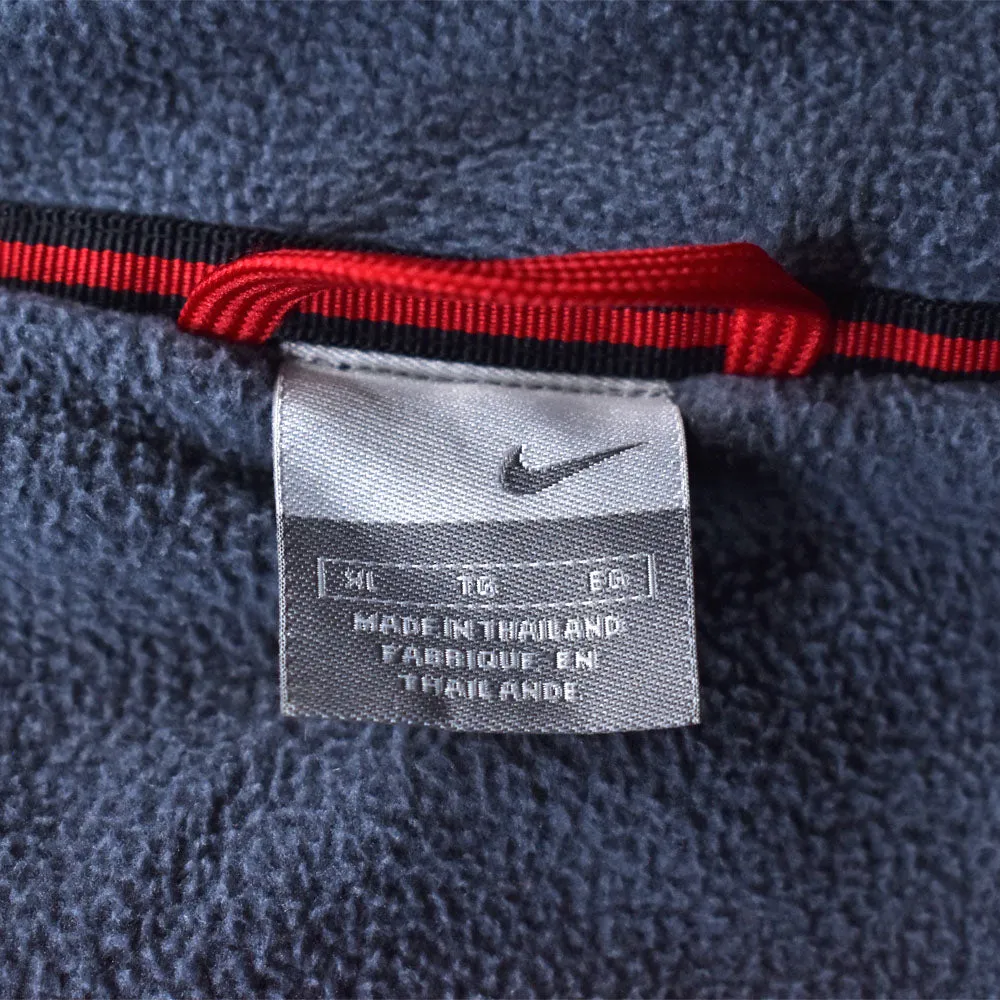 XL TG EG
MADE IN THAILAND
FABRIQUE EN
THAILANDE